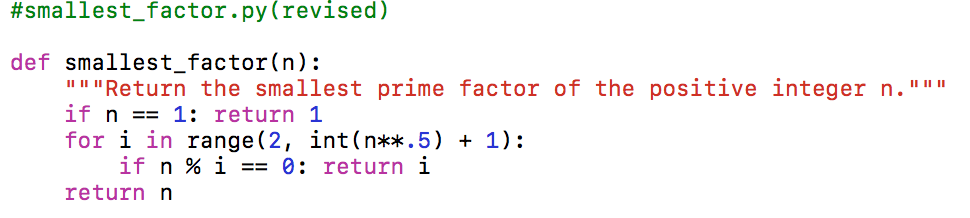 #smallest_factor.py(revised)
def smallest_factor(n):
    """Return the smallest prime factor of the positive integer n."""
    if n == 1: return 1
    for i in range(2, int(n**.5) + 1):
        if n % i == 0: return i
    return n